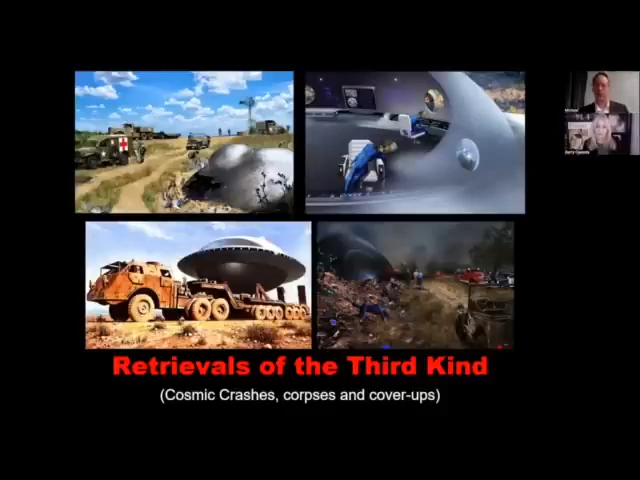 Retrievals of the Third Kind
(Cosmic Crashes, corpses and cover-ups)